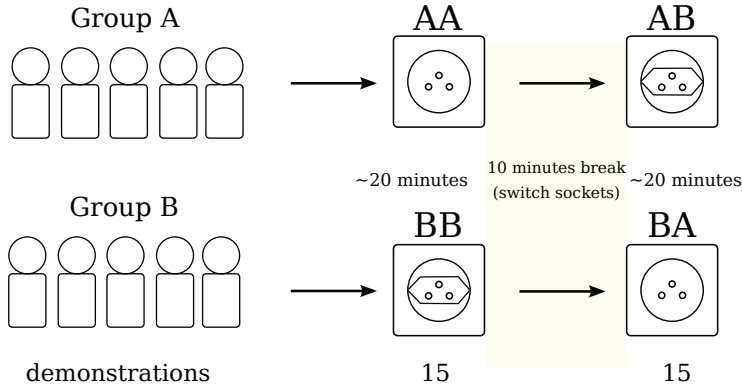 Group A
AA
AB
~20 minutes
10 minutes break
(switch sockets)
~20 minutes
Group B
BB
BA
demonstrations
15
15